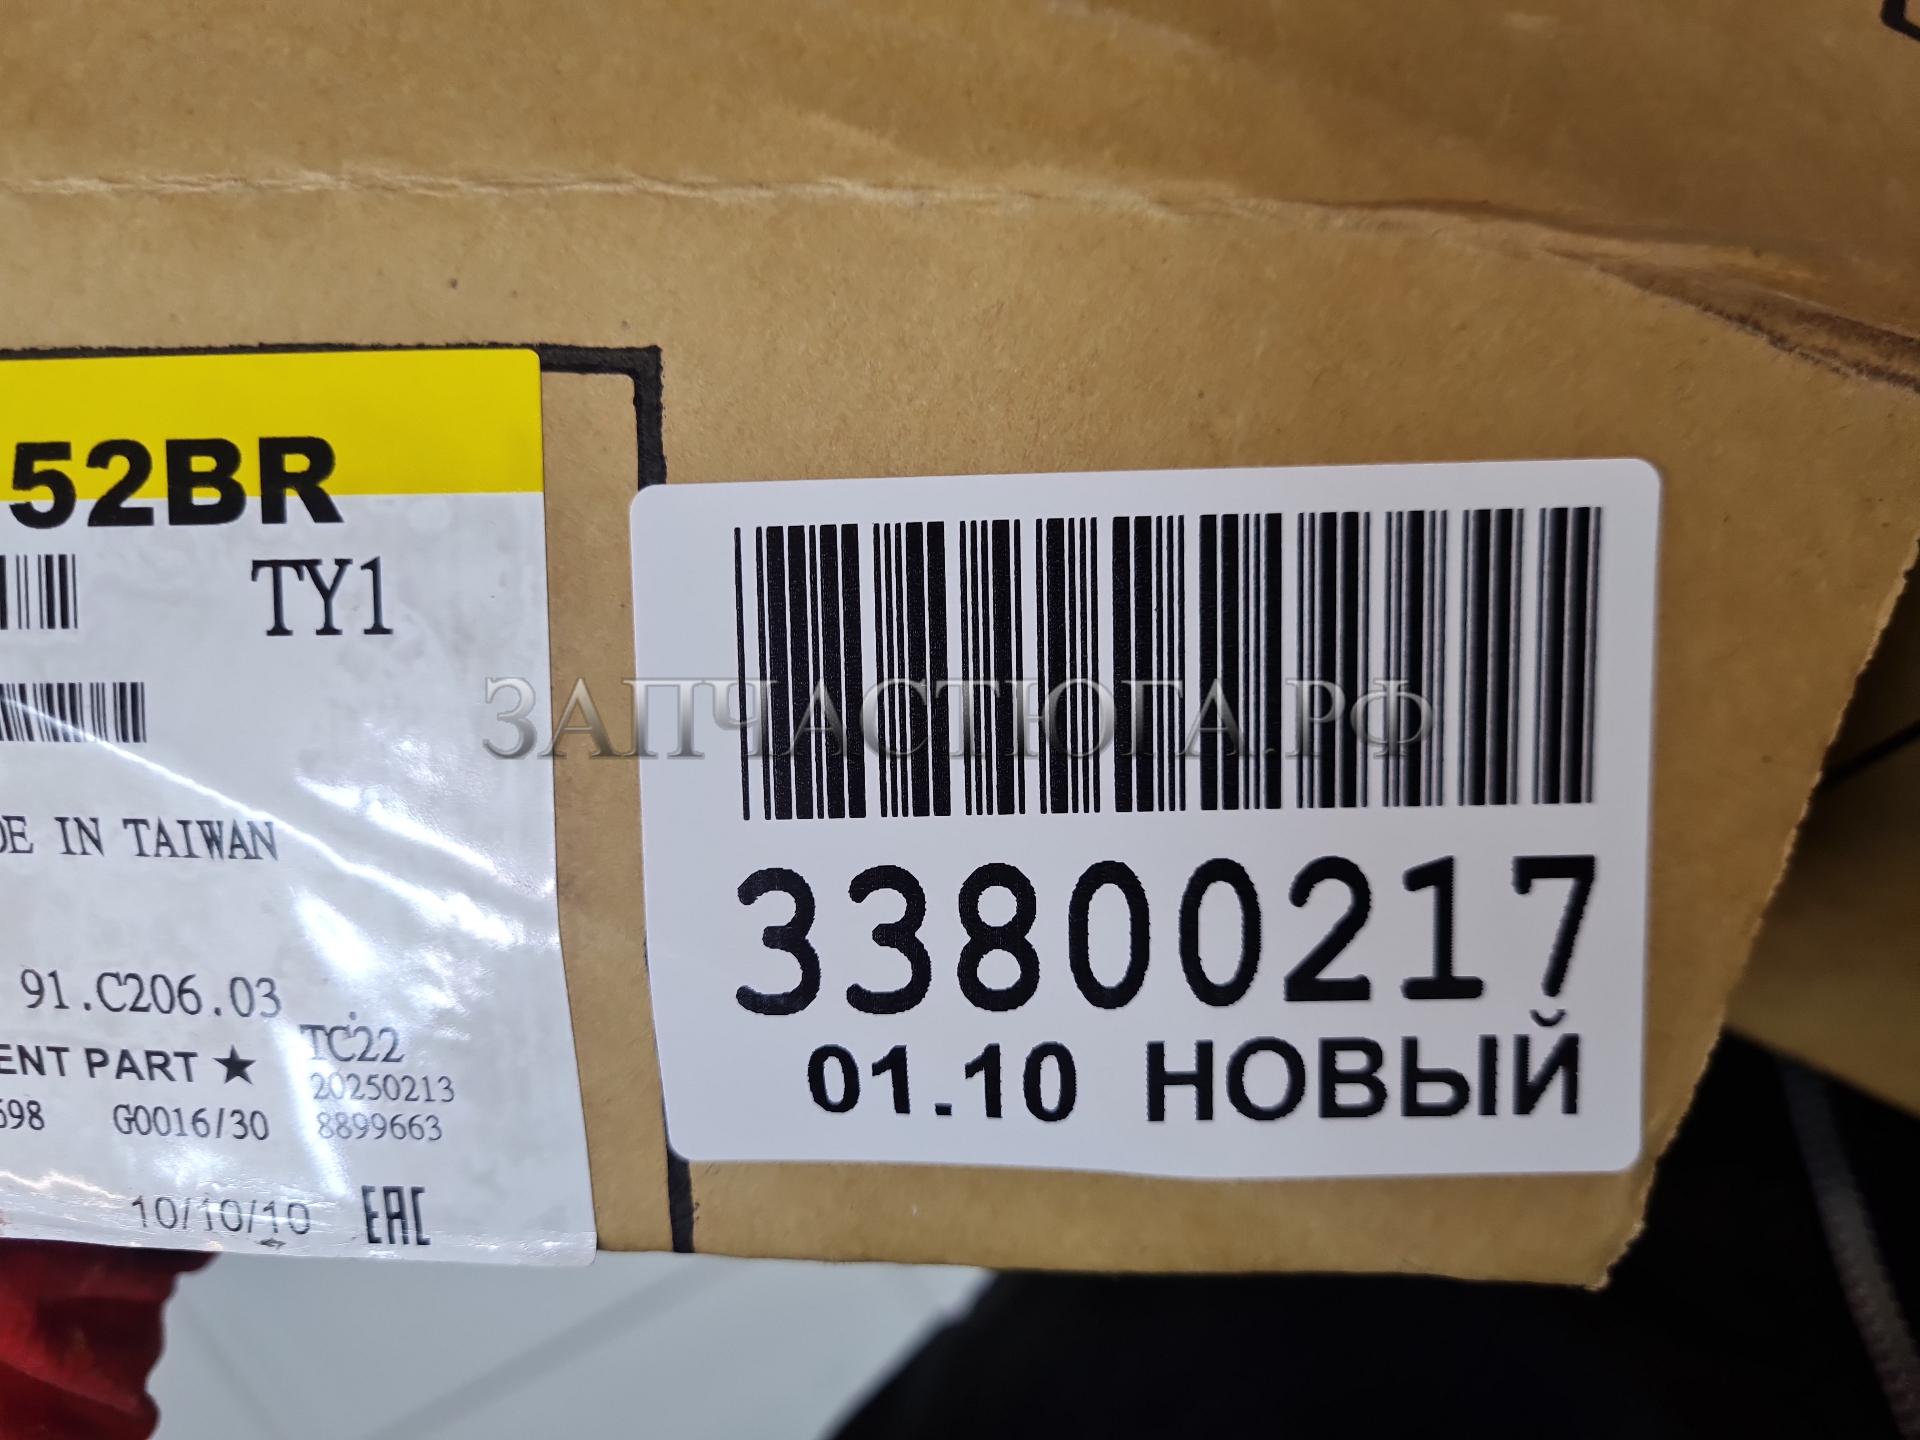 52BR
TY1
DE IN TAIWAN
91.C206.03
ENT PART ★
TC22
20250213
698 G0016/30
8899663
10/10/10 EAC
ЗАПЧАСТЮГА.РФ
33800217
01.10 НОВЫЙ